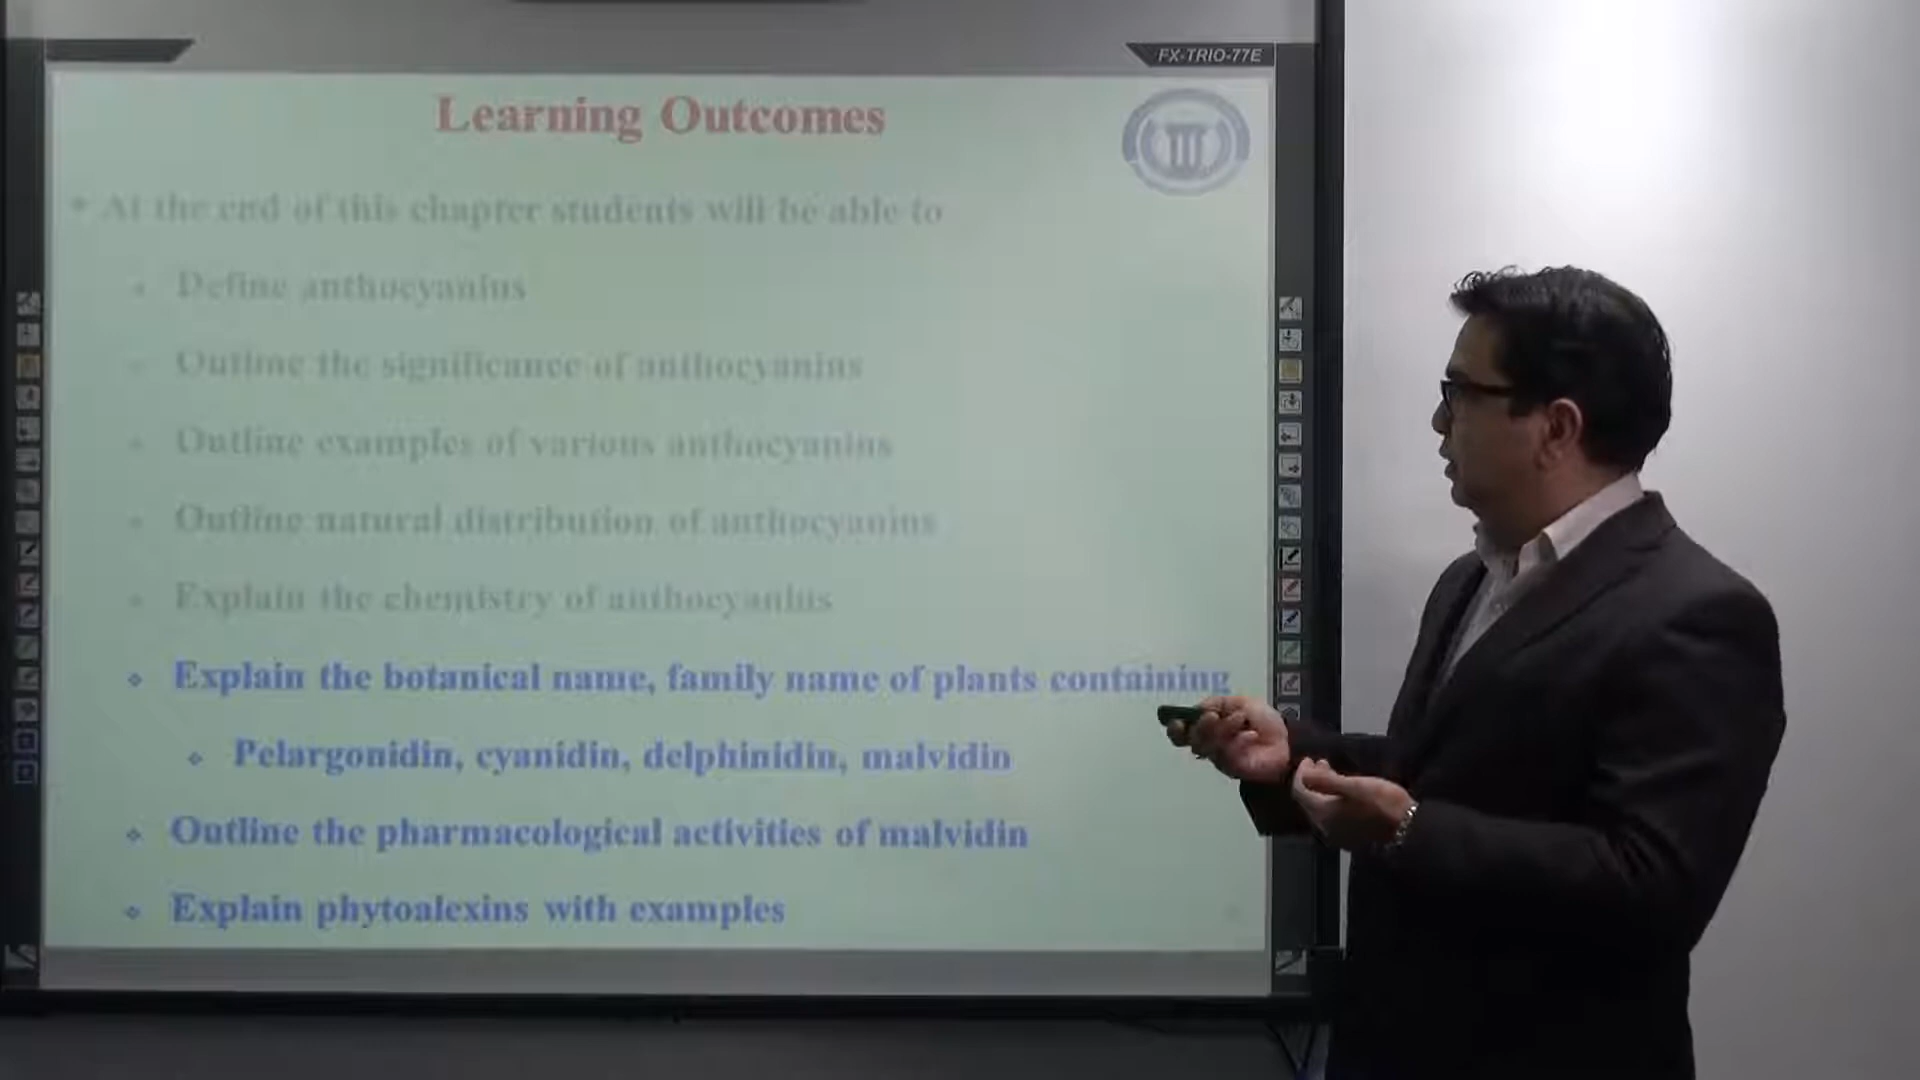 FX-TRIO-77E
Learning Outcomes
At the end of this chapter students will be able to
Define anthocyanins
Outline the significance of anthocyanins
Outline examples of various anthocyanins
Outline natural distribution of anthocyanins
Explain the chemistry of anthocyanins
Explain the botanical name, family name of plants containing
Pelargonidin, cyanidin, delphinidin, malvidin
Outline the pharmacological activities of malvidin
Explain phytoalexins with examples